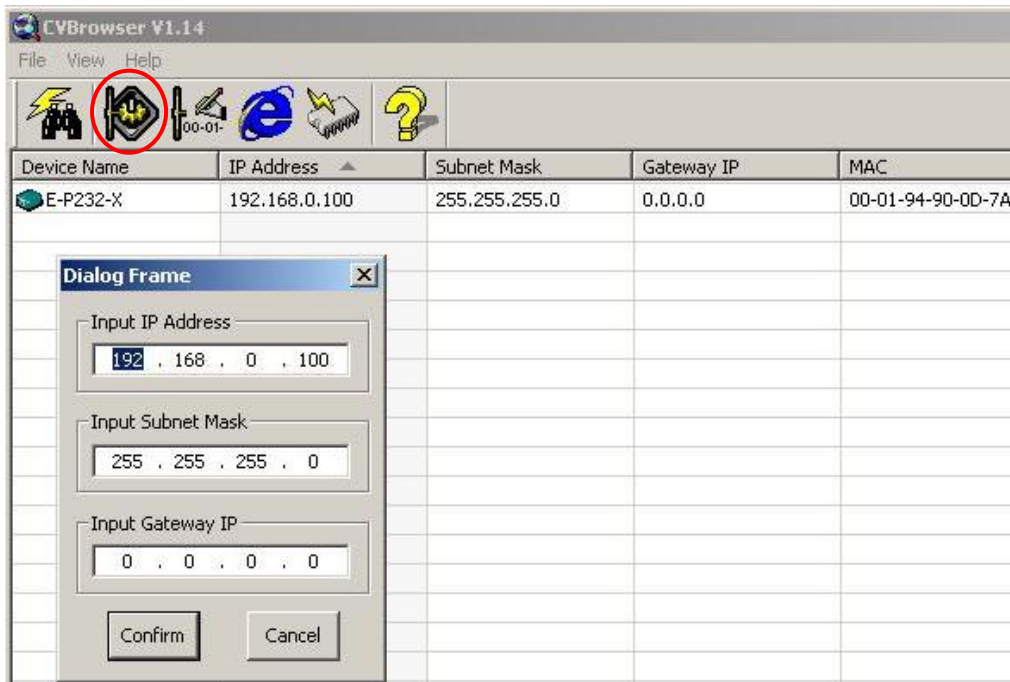 CVBrowser V1.14
File View Help
00-01-
Device Name IP Address Subnet Mask Gateway IP MAC
E-P232-X 192.168.0.100 255.255.255.0 0.0.0.0 00-01-94-90-0D-7A
Dialog Frame
Input IP Address
192 . 168 . 0 . 100
Input Subnet Mask
255 . 255 . 255 . 0
Input Gateway IP
0 . 0 . 0 . 0
Confirm Cancel